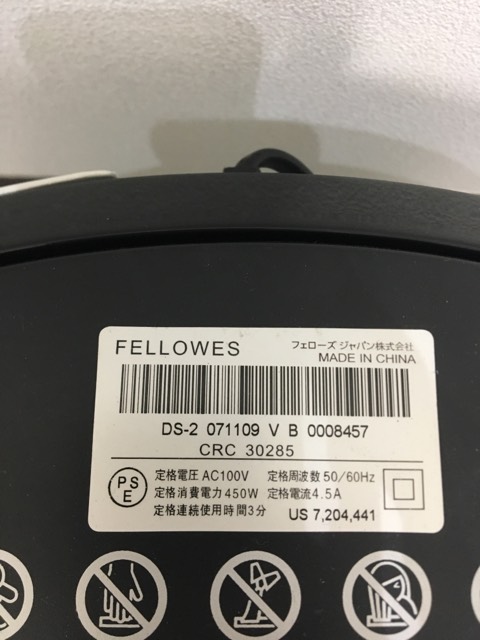 FELLOWES
フェローズ ジャパン株式会社
MADE IN CHINA
DS-2 071109 V B 0008457
CRC 30285
PS
E
定格電圧 AC100V 定格周波数 50/60Hz
定格消費電力 450W 定格電流 4.5A
定格連続使用時間3分
US 7,204,441